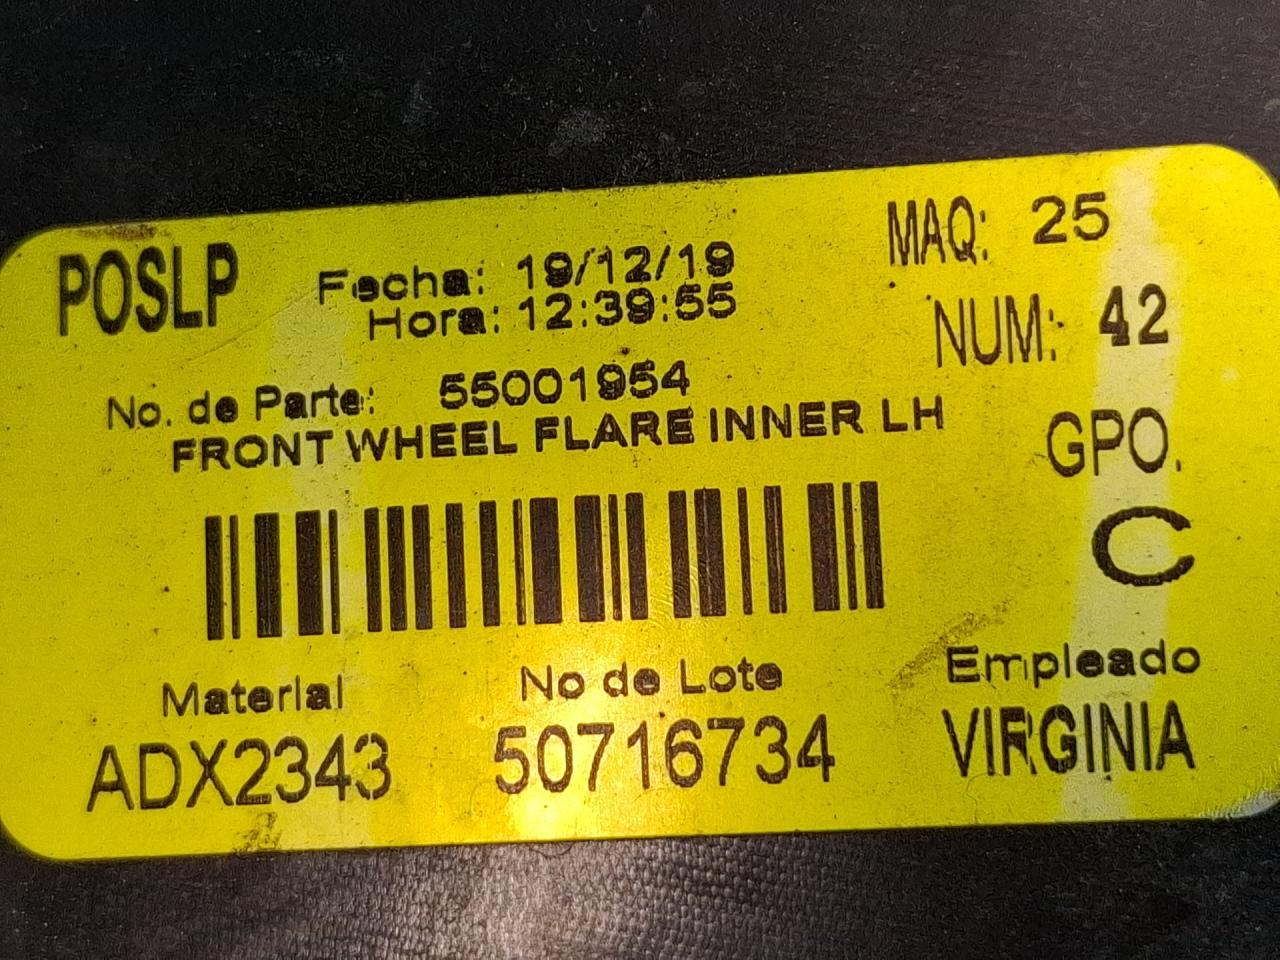 POSLP
Fecha: 19/12/19
Hora: 12:39:55
MAQ: 25
NUM: 42
No. de Parte: 55001954
FRONT WHEEL FLARE INNER LH
GPO.
C
Material
ADX2343
No de Lote
50716734
Empleado
VIRGINIA